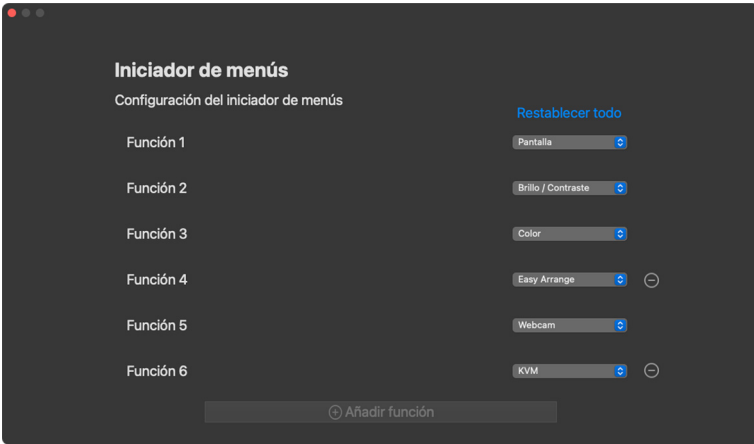 Iniciador de menús
Configuración del iniciador de menús
Restablecer todo
Función 1 Pantalla
Función 2 Brillo / Contraste
Función 3 Color
Función 4 Easy Arrange
Función 5 Webcam
Función 6 KVM
Añadir función